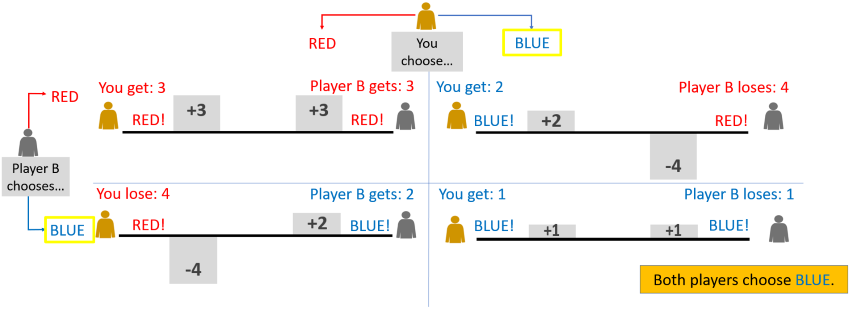 RED
You
choose...
BLUE
RED
Player B
chooses...
BLUE
You get: 3
Player B gets: 3
+3
+3
RED!
RED!
You get: 2
Player B loses: 4
BLUE!
+2
RED!
-4
You lose: 4
Player B gets: 2
RED!
+2
BLUE!
-4
You get: 1
Player B loses: 1
BLUE!
+1
+1
BLUE!
Both players choose BLUE.